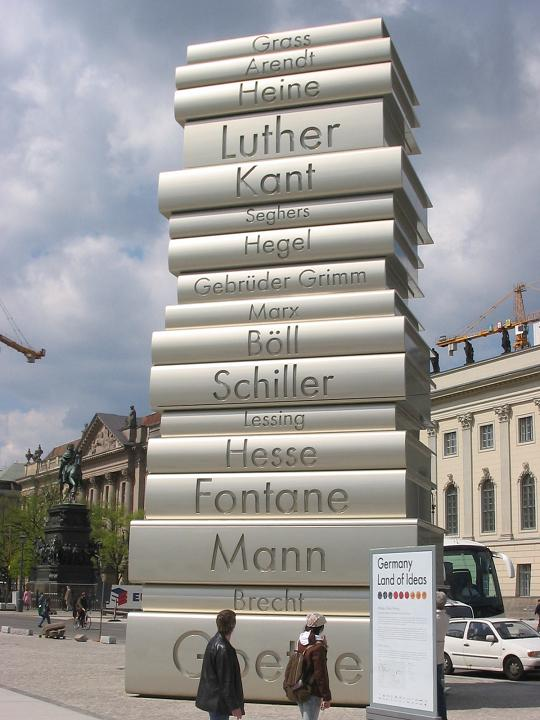 Grass
Arendt
Heine
Luther
Kant
Seghers
Hegel
Gebrüder Grimm
Marx
Böll
Schiller
Lessing
Hesse
Fontane
Mann
Brecht
Goethe
Germany
Land of Ideas